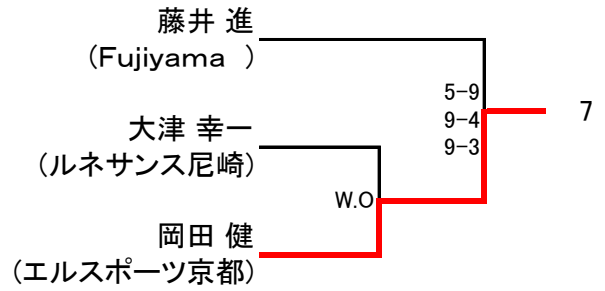 藤井 進
(Fujiyama　)
5-9
9-4
9-3
7
大津 幸一
(ルネサンス尼崎)
W.O
岡田 健
(エルスポーツ京都)